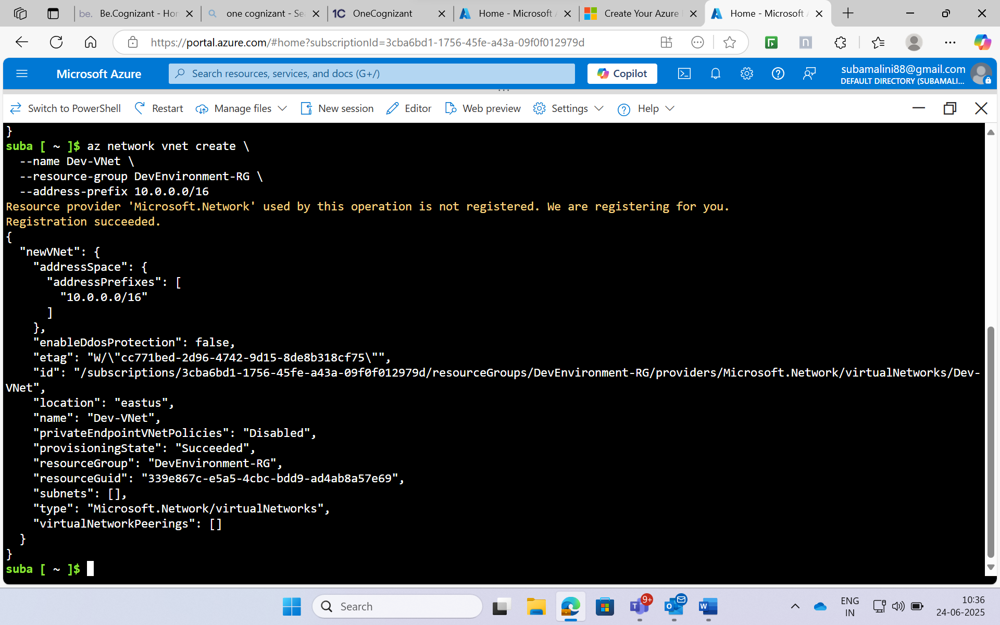 be. Be.Cognizant - Hor
one cognizant - Se
1C OneCognizant
Home - Microsoft A
Create Your Azure
Home - Microsoft A
https://portal.azure.com/#home?subscriptionId=3cba6bd1-1756-45fe-a43a-09f0f012979d
Microsoft Azure
Search resources, services, and docs (G+/)
Copilot
subamalini88@gmail.com
DEFAULT DIRECTORY (SUBAMALI...
Switch to PowerShell
Restart
Manage files
New session
Editor
Web preview
Settings
Help
}
suba [ ~ ]$ az network vnet create \
--name Dev-VNet \
--resource-group DevEnvironment-RG \
--address-prefix 10.0.0.0/16
Resource provider 'Microsoft.Network' used by this operation is not registered. We are registering for you.
Registration succeeded.
{
"newVNet": {
"addressSpace": {
"addressPrefixes": [
"10.0.0.0/16"
]
},
"enableDdosProtection": false,
"etag": "W/\"cc771bed-2d96-4742-9d15-8de8b318cf75\"",
"id": "/subscriptions/3cba6bd1-1756-45fe-a43a-09f0f012979d/resourceGroups/DevEnvironment-RG/providers/Microsoft.Network/virtualNetworks/Dev-
VNet",
"location": "eastus",
"name": "Dev-VNet",
"privateEndpointVNetPolicies": "Disabled",
"provisioningState": "Succeeded",
"resourceGroup": "DevEnvironment-RG",
"resourceGuid": "339e867c-e5a5-4cbc-bdd9-ad4ab8a57e69",
"subnets": [],
"type": "Microsoft.Network/virtualNetworks",
"virtualNetworkPeerings": []
}
}
suba [ ~ ]$
Search
9+
ENG
IN
10:36
24-06-2025